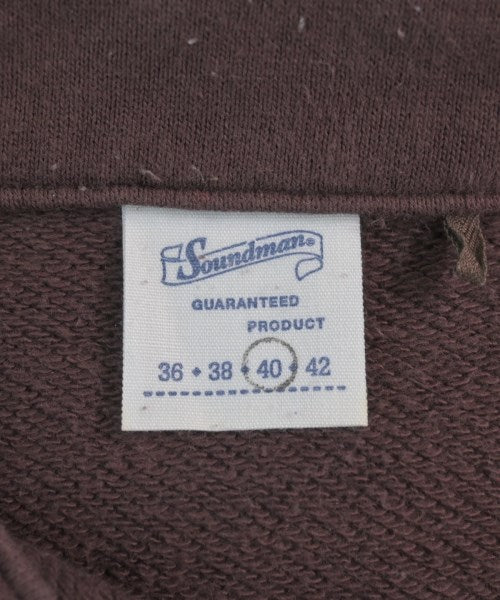 Soundman®
GUARANTEED
PRODUCT
36 • 38 • 40 • 42